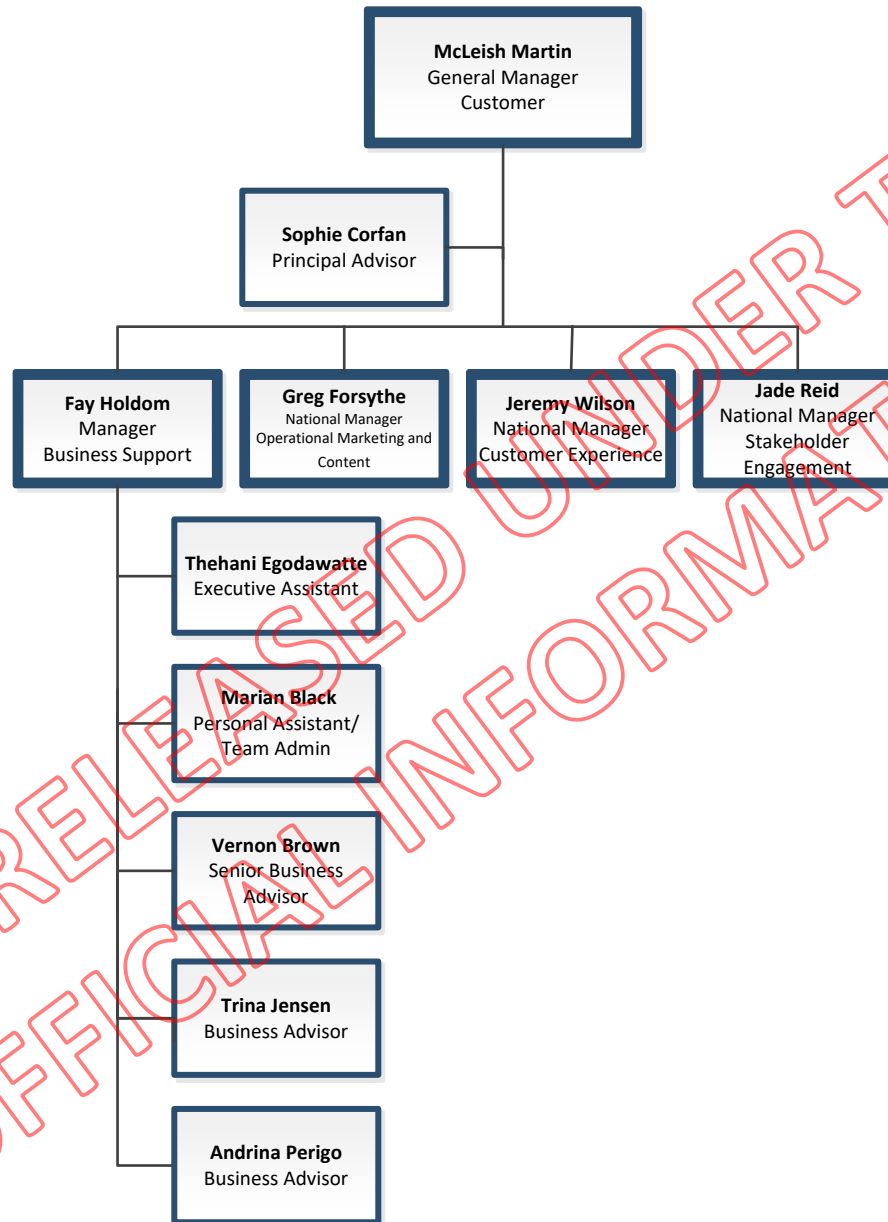 McLeish Martin
General Manager
Customer
Sophie Corfan
Principal Advisor
Fay Holdom
Manager
Business Support
Greg Forsythe
National Manager
Operational Marketing and
Content
Jeremy Wilson
National Manager
Customer Experience
Jade Reid
National Manager
Stakeholder
Engagement
Thehani Egodawatte
Executive Assistant
Marian Black
Personal Assistant/
Team Admin
Vernon Brown
Senior Business
Advisor
Trina Jensen
Business Advisor
Andrina Perigo
Business Advisor
RELEASED UNDER T
OFFICIAL INFORMAT